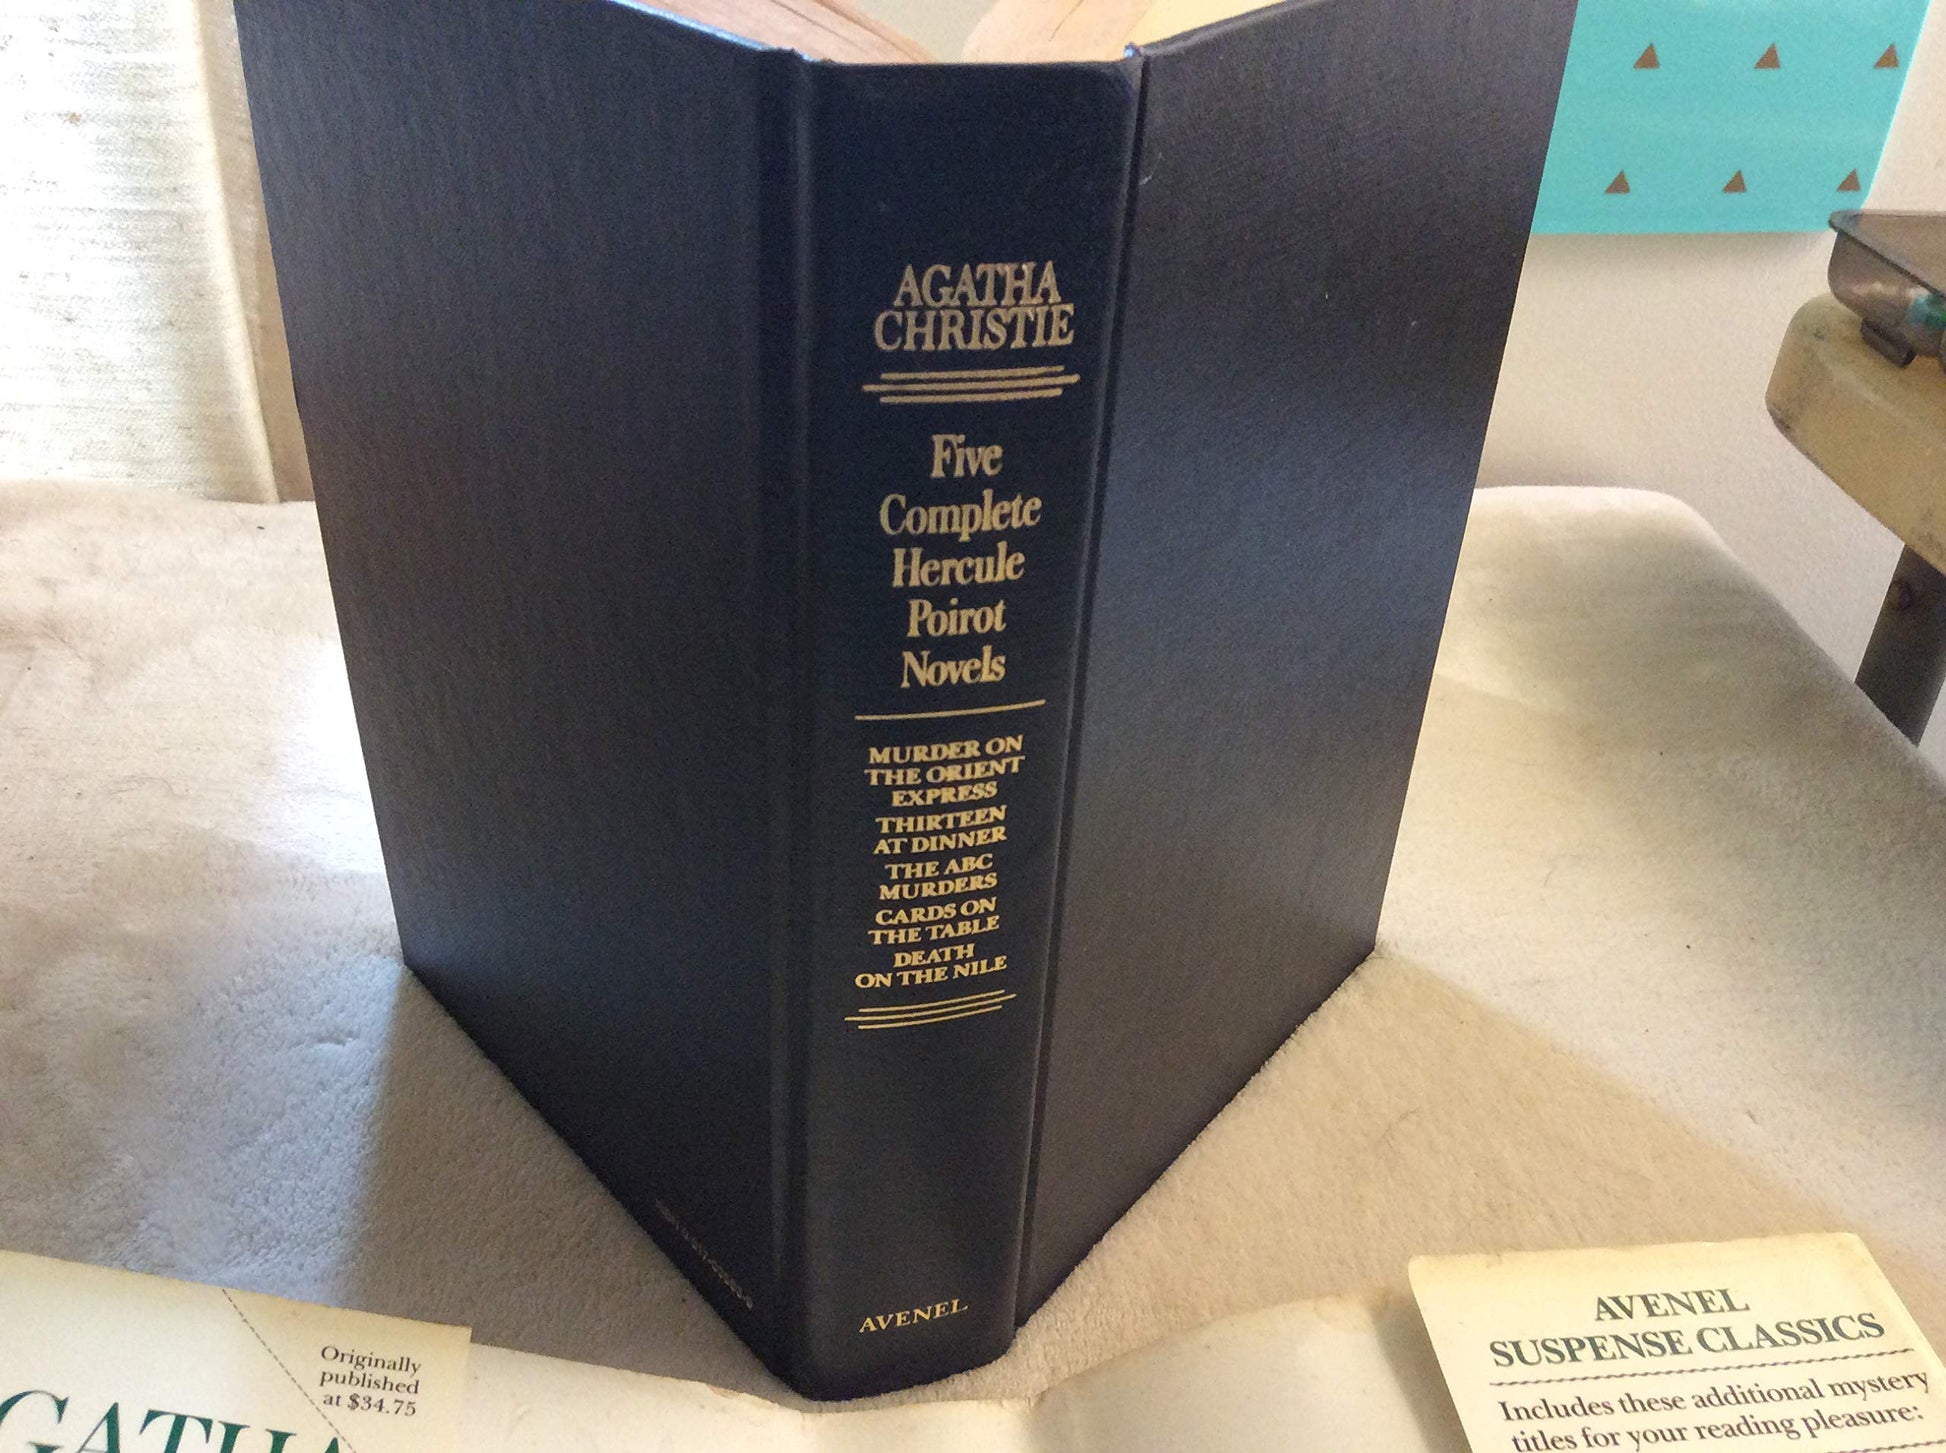 AGATHA
CHRISTIE
Five
Complete
Hercule
Poirot
Novels
MURDER ON
THE ORIENT
EXPRESS
THIRTEEN
AT DINNER
THE ABC
MURDERS
CARDS ON
THE TABLE
DEATH
ON THE NILE
AVENEL
Originally
published
at $34.75
GATHA
AVENEL
SUSPENSE CLASSICS
Includes these additional mystery
titles for your reading pleasure: